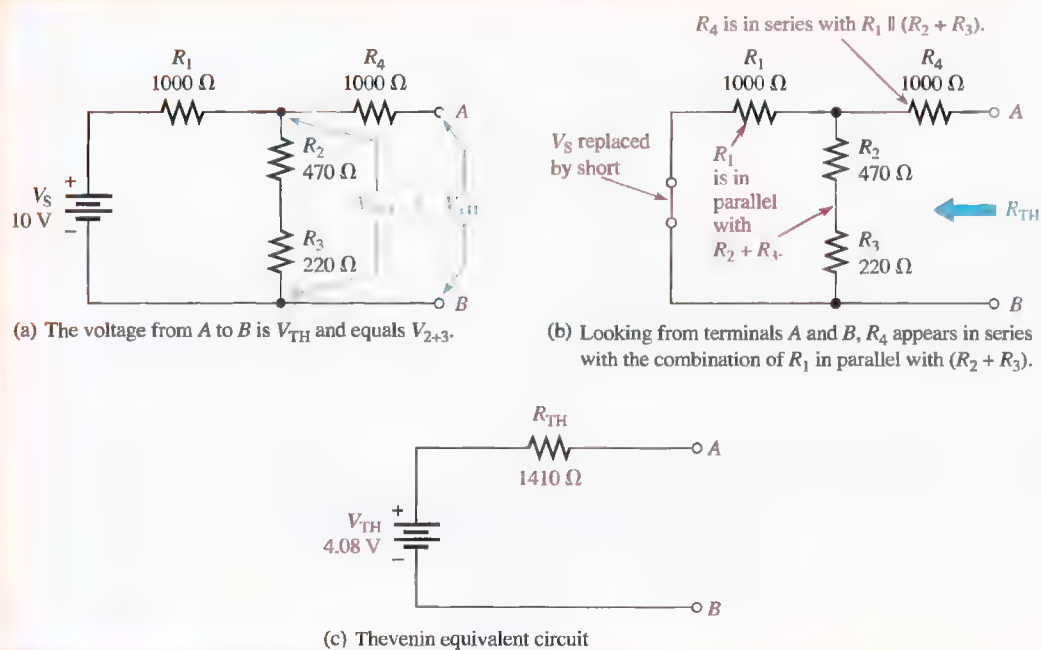 R₁
1000 Ω
R₄
1000 Ω
A
R₂
470 Ω
VS
10 V
+
–
R₃
220 Ω
B
(a) The voltage from A to B is VTH and equals V₂₊₃.
R₄ is in series with R₁ || (R₂ + R₃).
R₁
1000 Ω
R₄
1000 Ω
A
VS replaced
by short
R₁
is in
parallel
with
R₂ + R₃.
R₂
470 Ω
RTH
R₃
220 Ω
B
(b) Looking from terminals A and B, R₄ appears in series
with the combination of R₁ in parallel with (R₂ + R₃).
RTH
1410 Ω
A
VTH
4.08 V
+
–
B
(c) Thevenin equivalent circuit